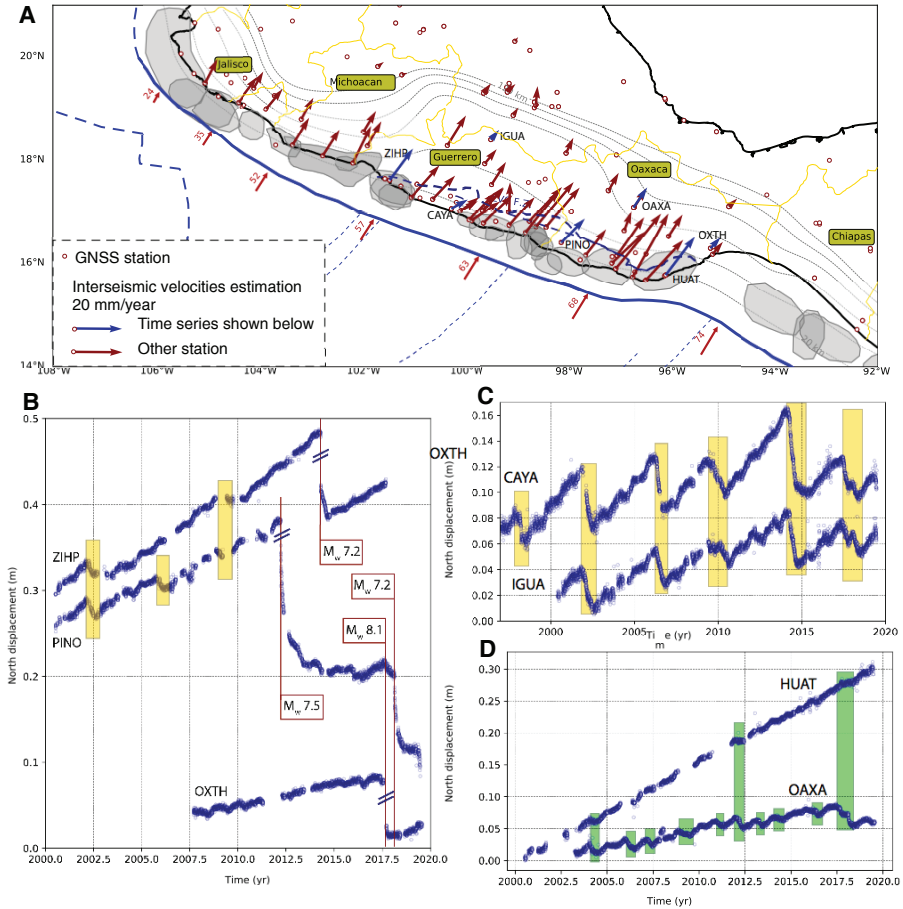 A
20°N
18°N
16°N
14°N
108°W
106°W
104°W
102°W
100°W
98°W
96°W
94°W
92°W
Jalisco
Michoacan
Guerrero
Oaxaca
Chiapas
ZIHP
IGUA
CAYA
PINO
OAXA
OXTH
HUAT
24
35
52
57
63
68
74
20 km
GNSS station
Interseismic velocities estimation
20 mm/year
Time series shown below
Other station
B
North displacement (m)
0.5
0.4
0.3
0.2
0.1
0.0
ZIHP
PINO
OXTH
OXTH
Mw 7.2
Mw 7.2
Mw 8.1
Mw 7.5
2000.0
2002.5
2005.0
2007.5
2010.0
2012.5
2015.0
2017.5
2020.0
Time (yr)
C
North displacement (m)
0.16
0.14
0.12
0.10
0.08
0.06
0.04
0.02
0.00
CAYA
IGUA
2000
2005
2010
2015
2020
Ti e (yr)
m
D
North displacement (m)
0.30
0.25
0.20
0.15
0.10
0.05
0.00
HUAT
OAXA
2000.0
2002.5
2005.0
2007.5
2010.0
2012.5
2015.0
2017.5
2020.0
Time (yr)